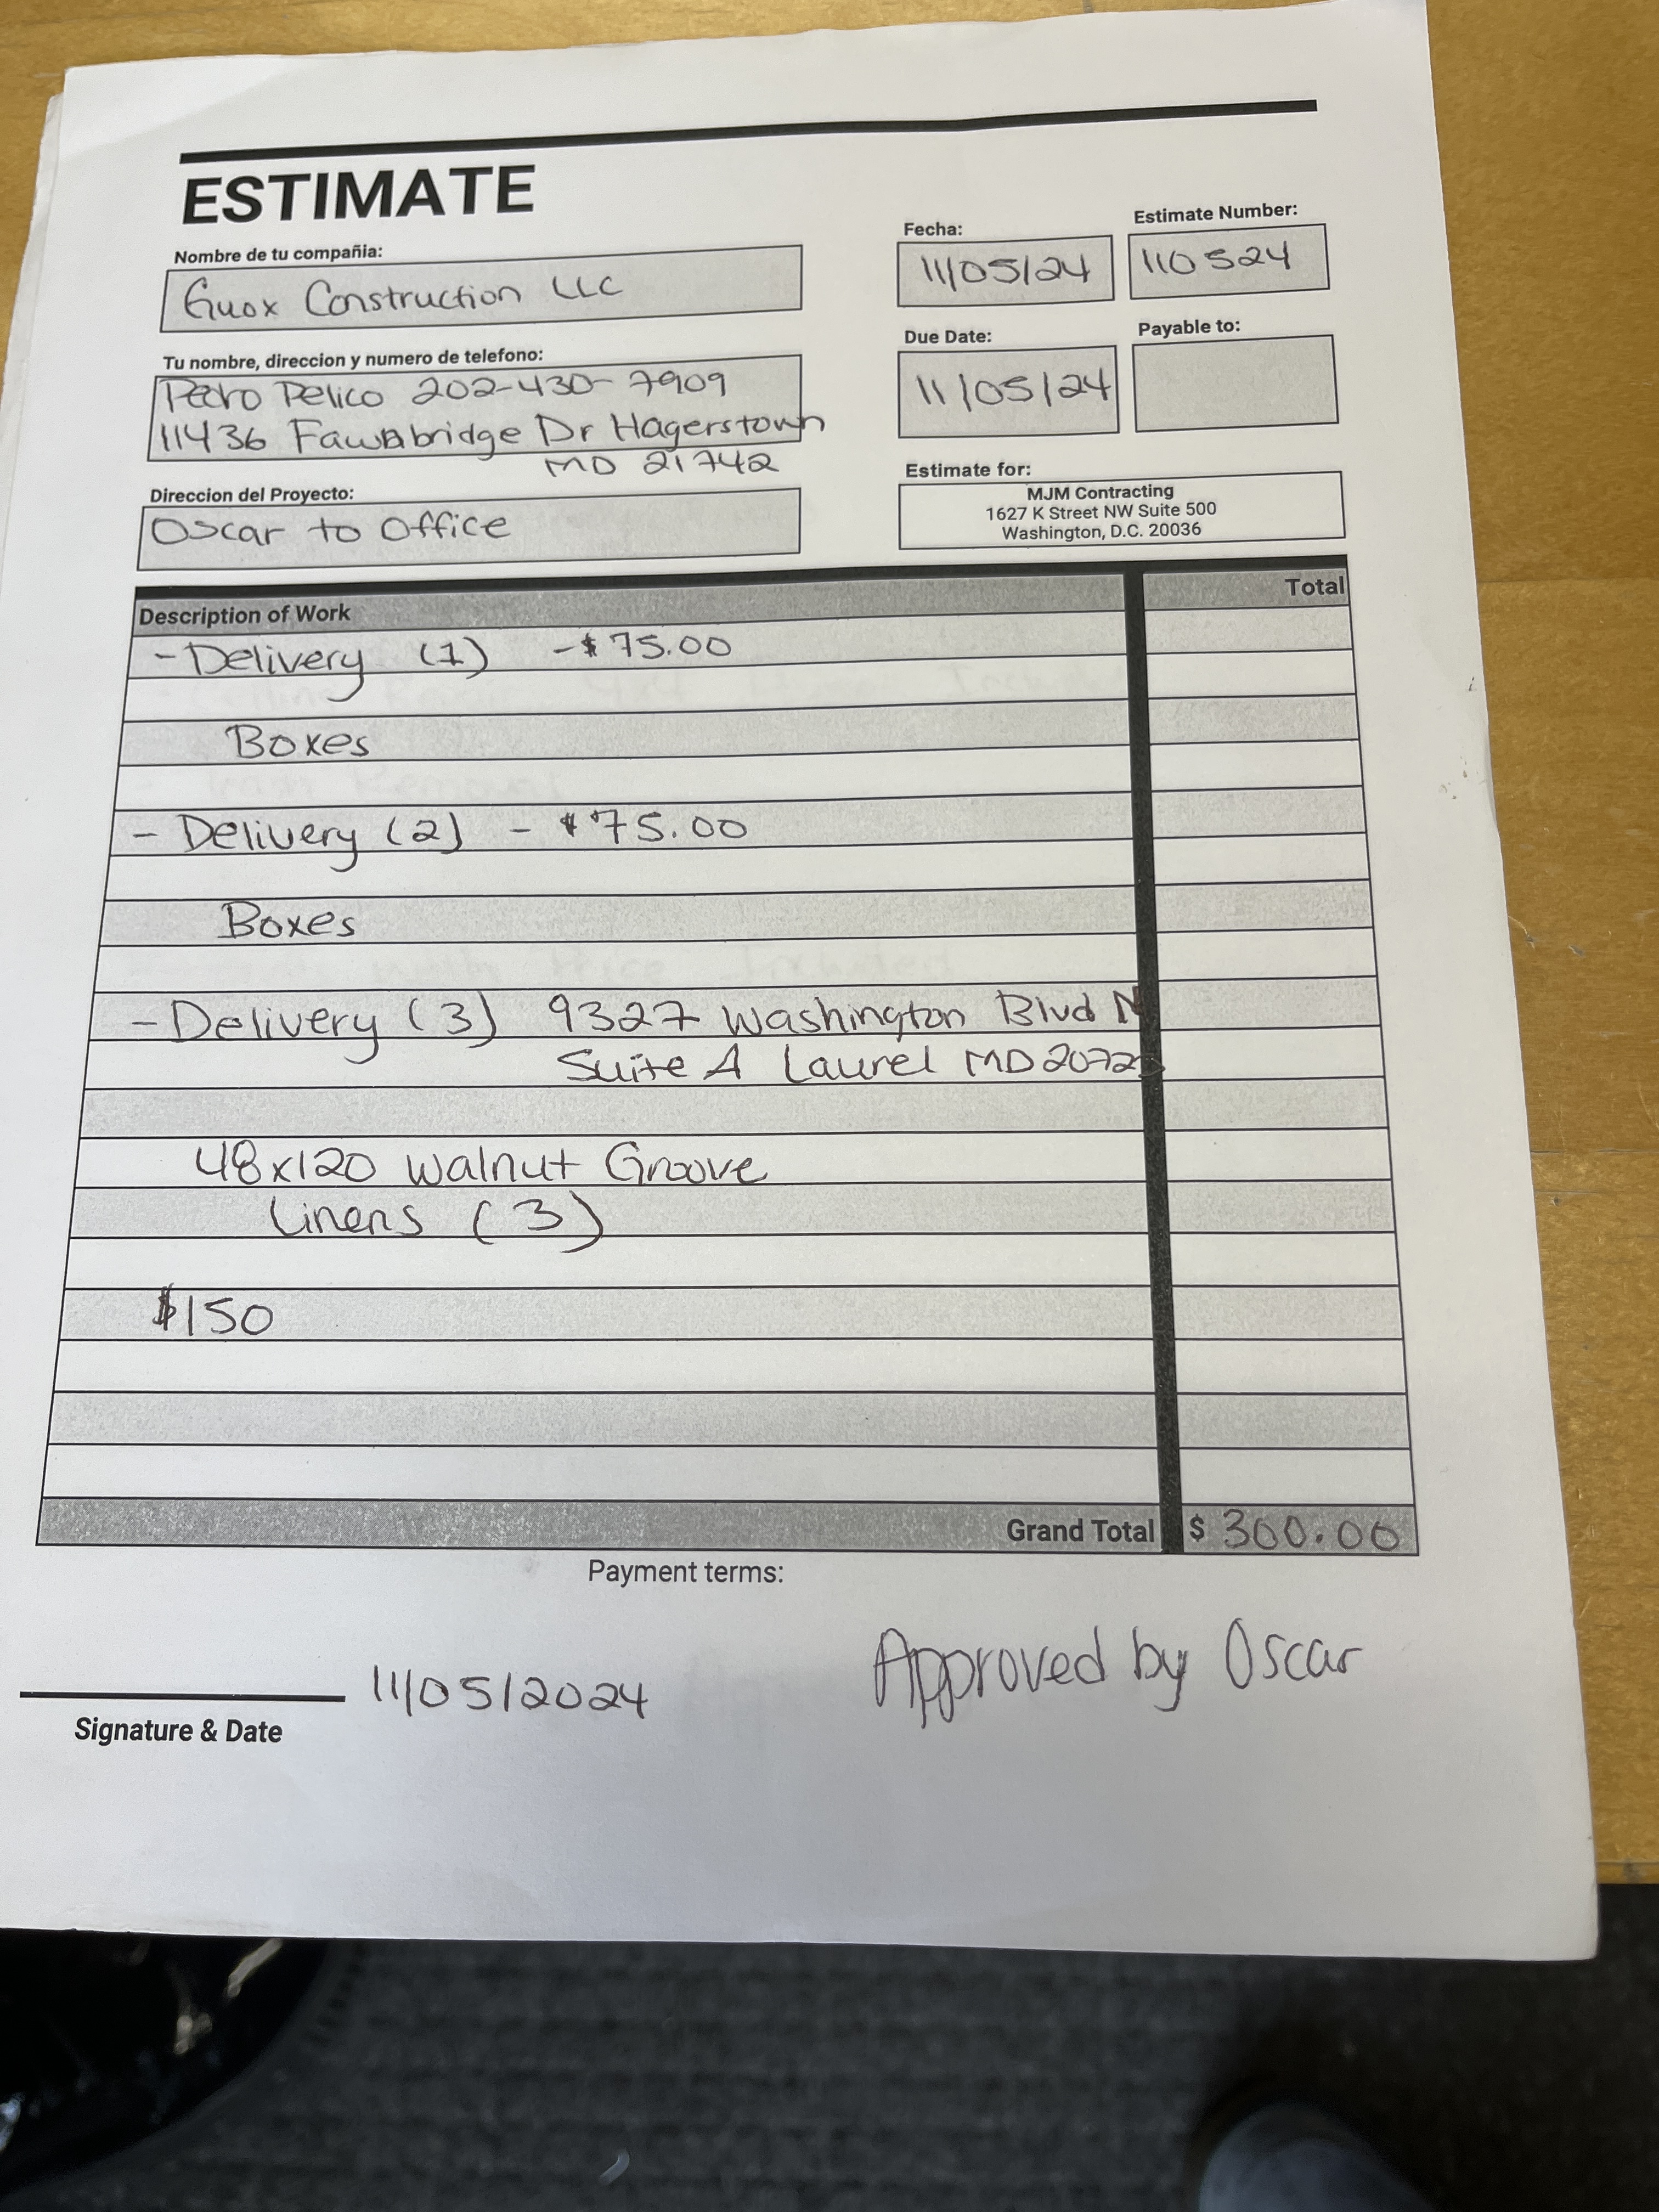 ESTIMATE
Nombre de tu compañia:
Guox Construction LLC
Fecha:
11/05/24
Estimate Number:
110524
Tu nombre, direccion y numero de telefono:
Pedro Pelico 202-430-7909
11436 Fawnbridge Dr Hagerstown
MD 21742
Due Date:
11/05/24
Payable to:
Direccion del Proyecto:
Oscar to Office
Estimate for:
MJM Contracting
1627 K Street NW Suite 500
Washington, D.C. 20036
Description of Work
Total
- Delivery (1) - $75.00
Boxes
- Delivery (2) - $75.00
Boxes
- Delivery (3) 9327 Washington Blvd N
Suite A Laurel MD
48x120 Walnut Groove
Linens (3)
$150
Grand Total $ 300.00
Payment terms:
Approved by Oscar
11/05/2024
Signature & Date